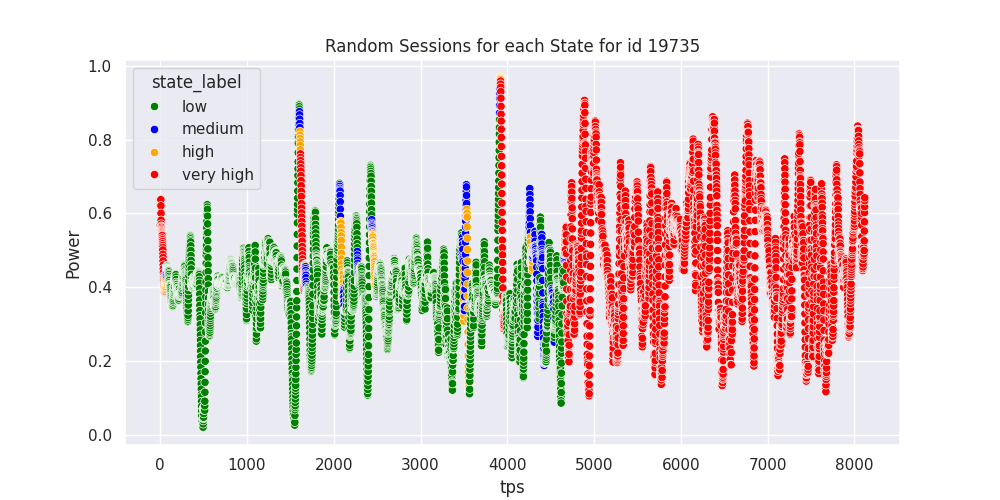 Random Sessions for each State for id 19735
state_label
low
medium
high
very high
Power
1.0
0.8
0.6
0.4
0.2
0.0
0 1000 2000 3000 4000 5000 6000 7000 8000
tps